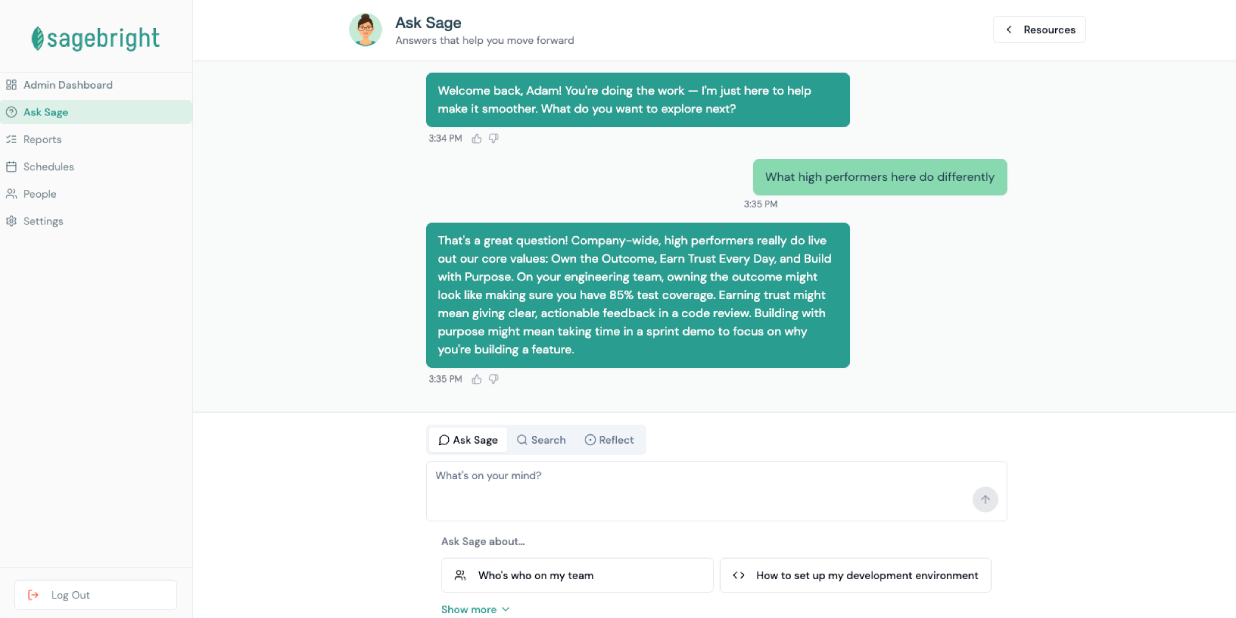 sagebright
Admin Dashboard
Ask Sage
Reports
Schedules
People
Settings
Log Out
Ask Sage
Answers that help you move forward
Resources
Welcome back, Adam! You're doing the work — I'm just here to help
make it smoother. What do you want to explore next?
3:34 PM
What high performers here do differently
3:35 PM
That's a great question! Company-wide, high performers really do live
out our core values: Own the Outcome, Earn Trust Every Day, and Build
with Purpose. On your engineering team, owning the outcome might
look like making sure you have 85% test coverage. Earning trust might
mean giving clear, actionable feedback in a code review. Building with
purpose might mean taking time in a sprint demo to focus on why
you're building a feature.
3:35 PM
Ask Sage
Search
Reflect
What's on your mind?
Ask Sage about...
Who's who on my team
How to set up my development environment
Show more